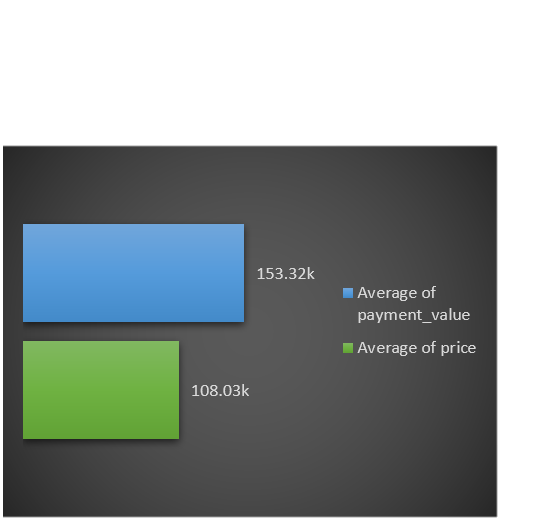 153.32k
108.03k
Average of
payment_value
Average of price